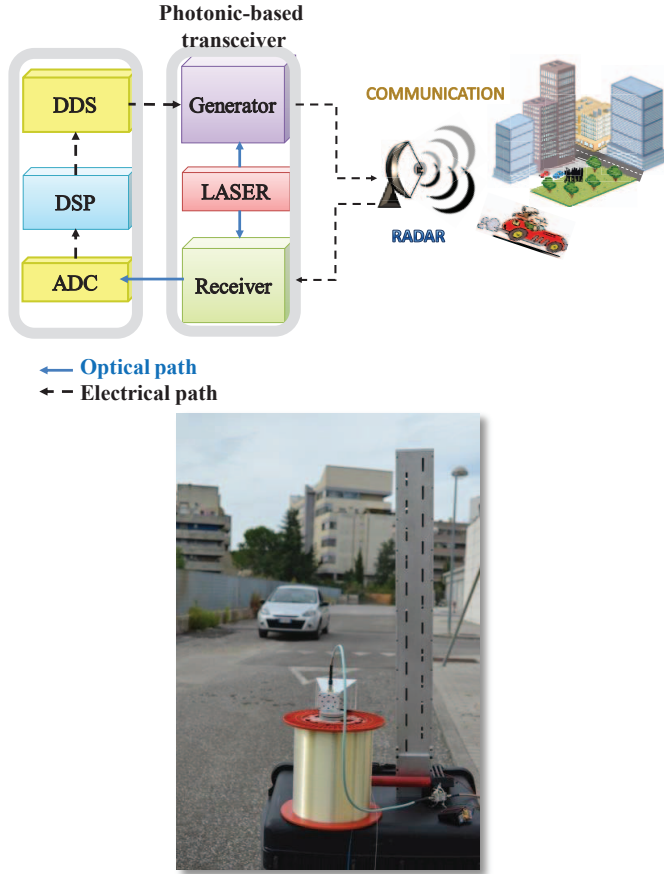 Photonic-based
transceiver
DDS
Generator
COMMUNICATION
DSP
LASER
RADAR
ADC
Receiver
Optical path
Electrical path